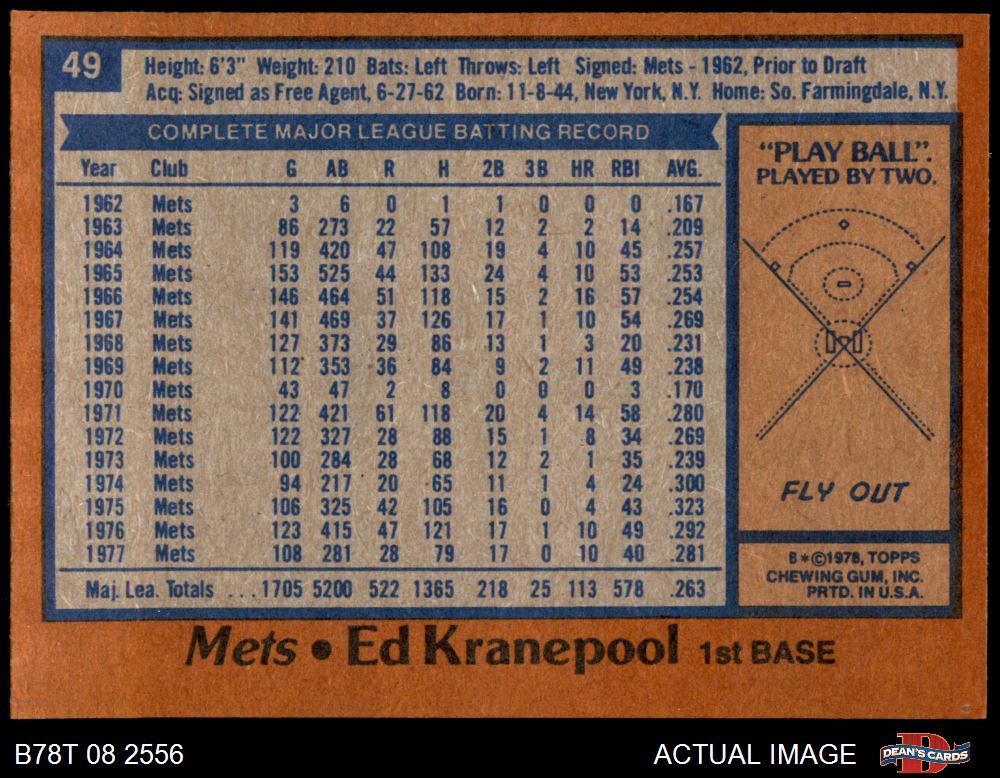 49
Height: 6'3" Weight: 210 Bats: Left Throws: Left Signed: Mets - 1962, Prior to Draft
Acq: Signed as Free Agent, 6-27-62 Born: 11-8-44, New York, N.Y. Home: So. Farmingdale, N.Y.
COMPLETE MAJOR LEAGUE BATTING RECORD
Year Club G AB R H 2B 3B HR RBI AVG.
1962 Mets 3 6 0 1 1 0 0 0 .167
1963 Mets 86 273 22 57 12 2 2 14 .209
1964 Mets 119 420 47 108 19 4 10 45 .257
1965 Mets 153 525 44 133 24 4 10 53 .253
1966 Mets 146 464 51 118 15 2 16 57 .254
1967 Mets 141 469 37 126 17 1 10 54 .269
1968 Mets 127 373 29 86 13 1 3 20 .231
1969 Mets 112 353 36 84 9 2 11 49 .238
1970 Mets 43 47 2 8 0 0 0 3 .170
1971 Mets 122 421 61 118 20 4 14 58 .280
1972 Mets 122 327 28 88 15 1 8 34 .269
1973 Mets 100 284 28 68 12 2 1 35 .239
1974 Mets 94 217 20 65 11 1 4 24 .300
1975 Mets 106 325 42 105 16 0 4 43 .323
1976 Mets 123 415 47 121 17 1 10 49 .292
1977 Mets 108 281 28 79 17 0 10 40 .281
Maj. Lea. Totals ... 1705 5200 522 1365 218 25 113 578 .263
"PLAY BALL".
PLAYED BY TWO.
FLY OUT
B*©1978, TOPPS
CHEWING GUM, INC.
PRTD. IN U.S.A.
Mets • Ed Kranepool 1st BASE
B78T 08 2556
ACTUAL IMAGE
DEAN'S CARDS